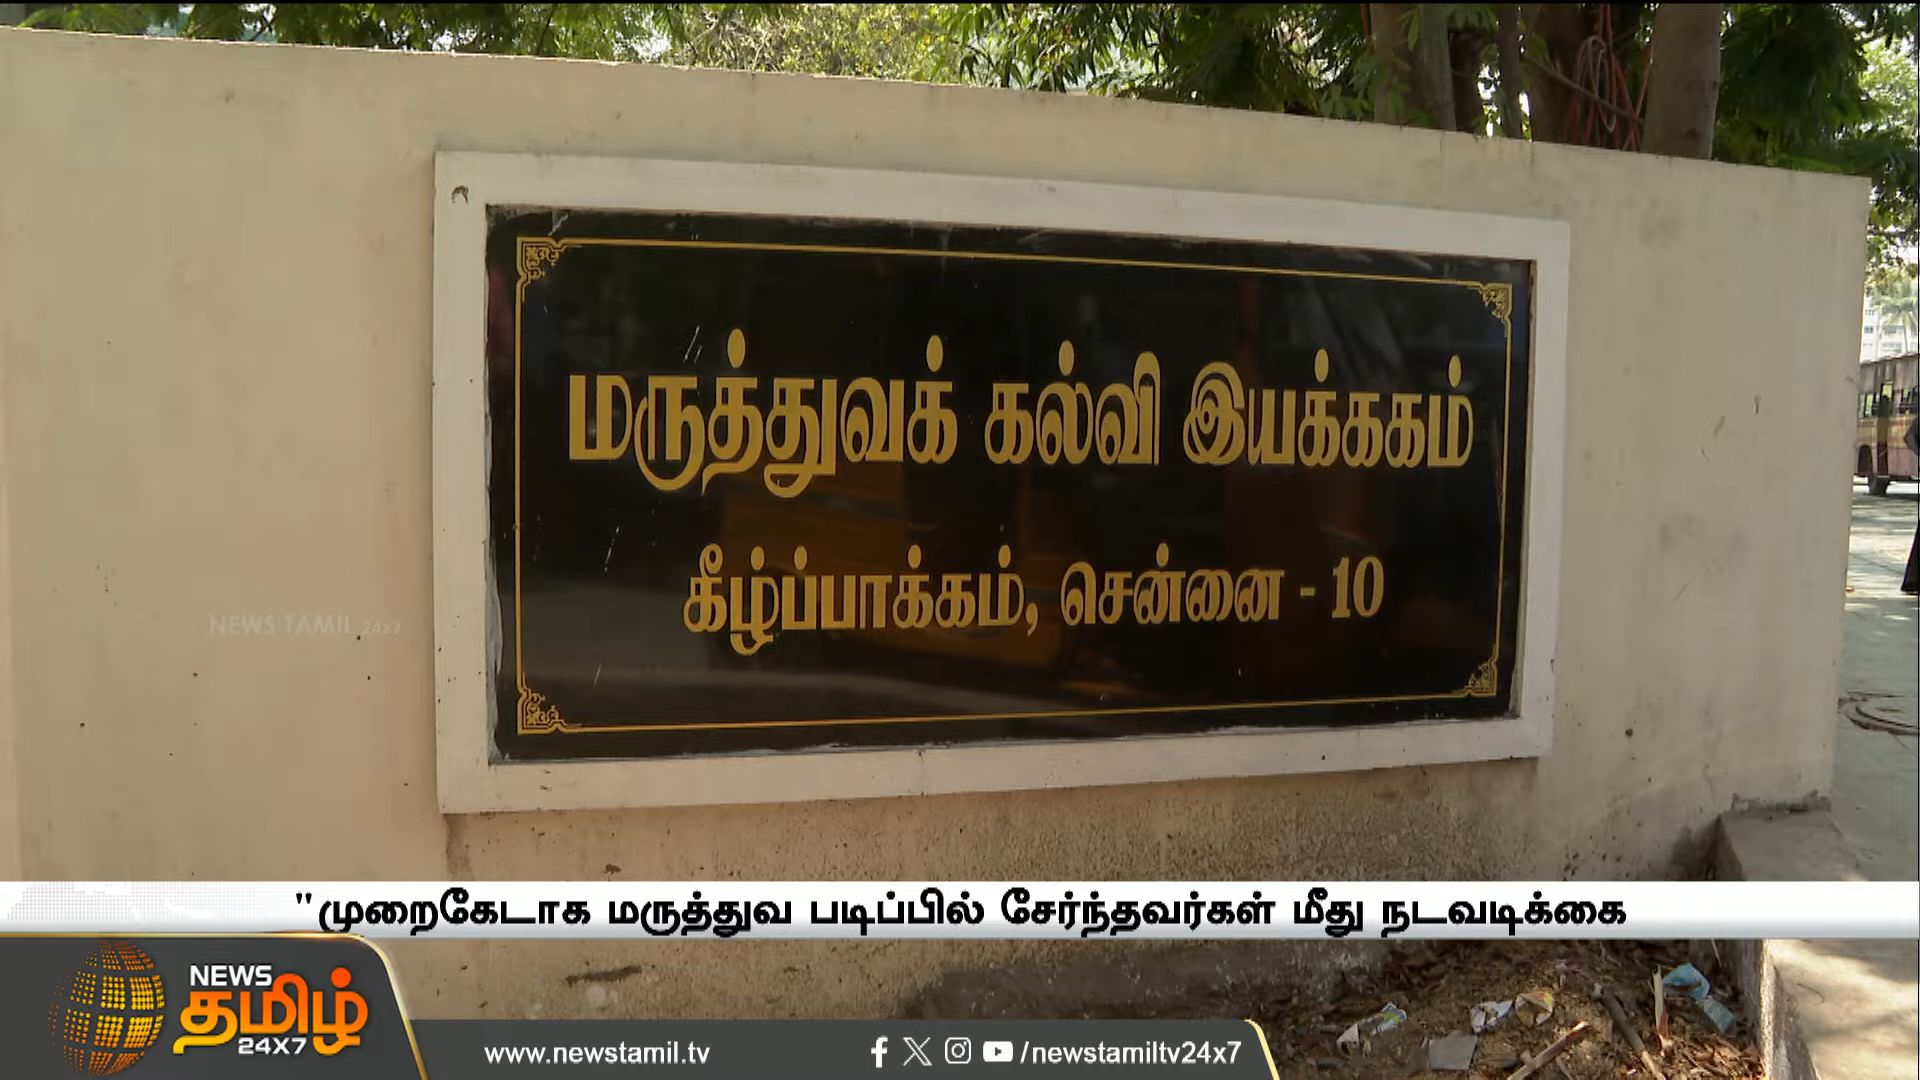 மருத்துவக் கல்வி இயக்ககம்
கீழ்ப்பாக்கம், சென்னை - 10
NEWS TAMIL 24x7
"முறைகேடாக மருத்துவ படிப்பில் சேர்ந்தவர்கள் மீது நடவடிக்கை
NEWS
தமிழ்
24X7
www.newstamil.tv
/newstamiltv24x7